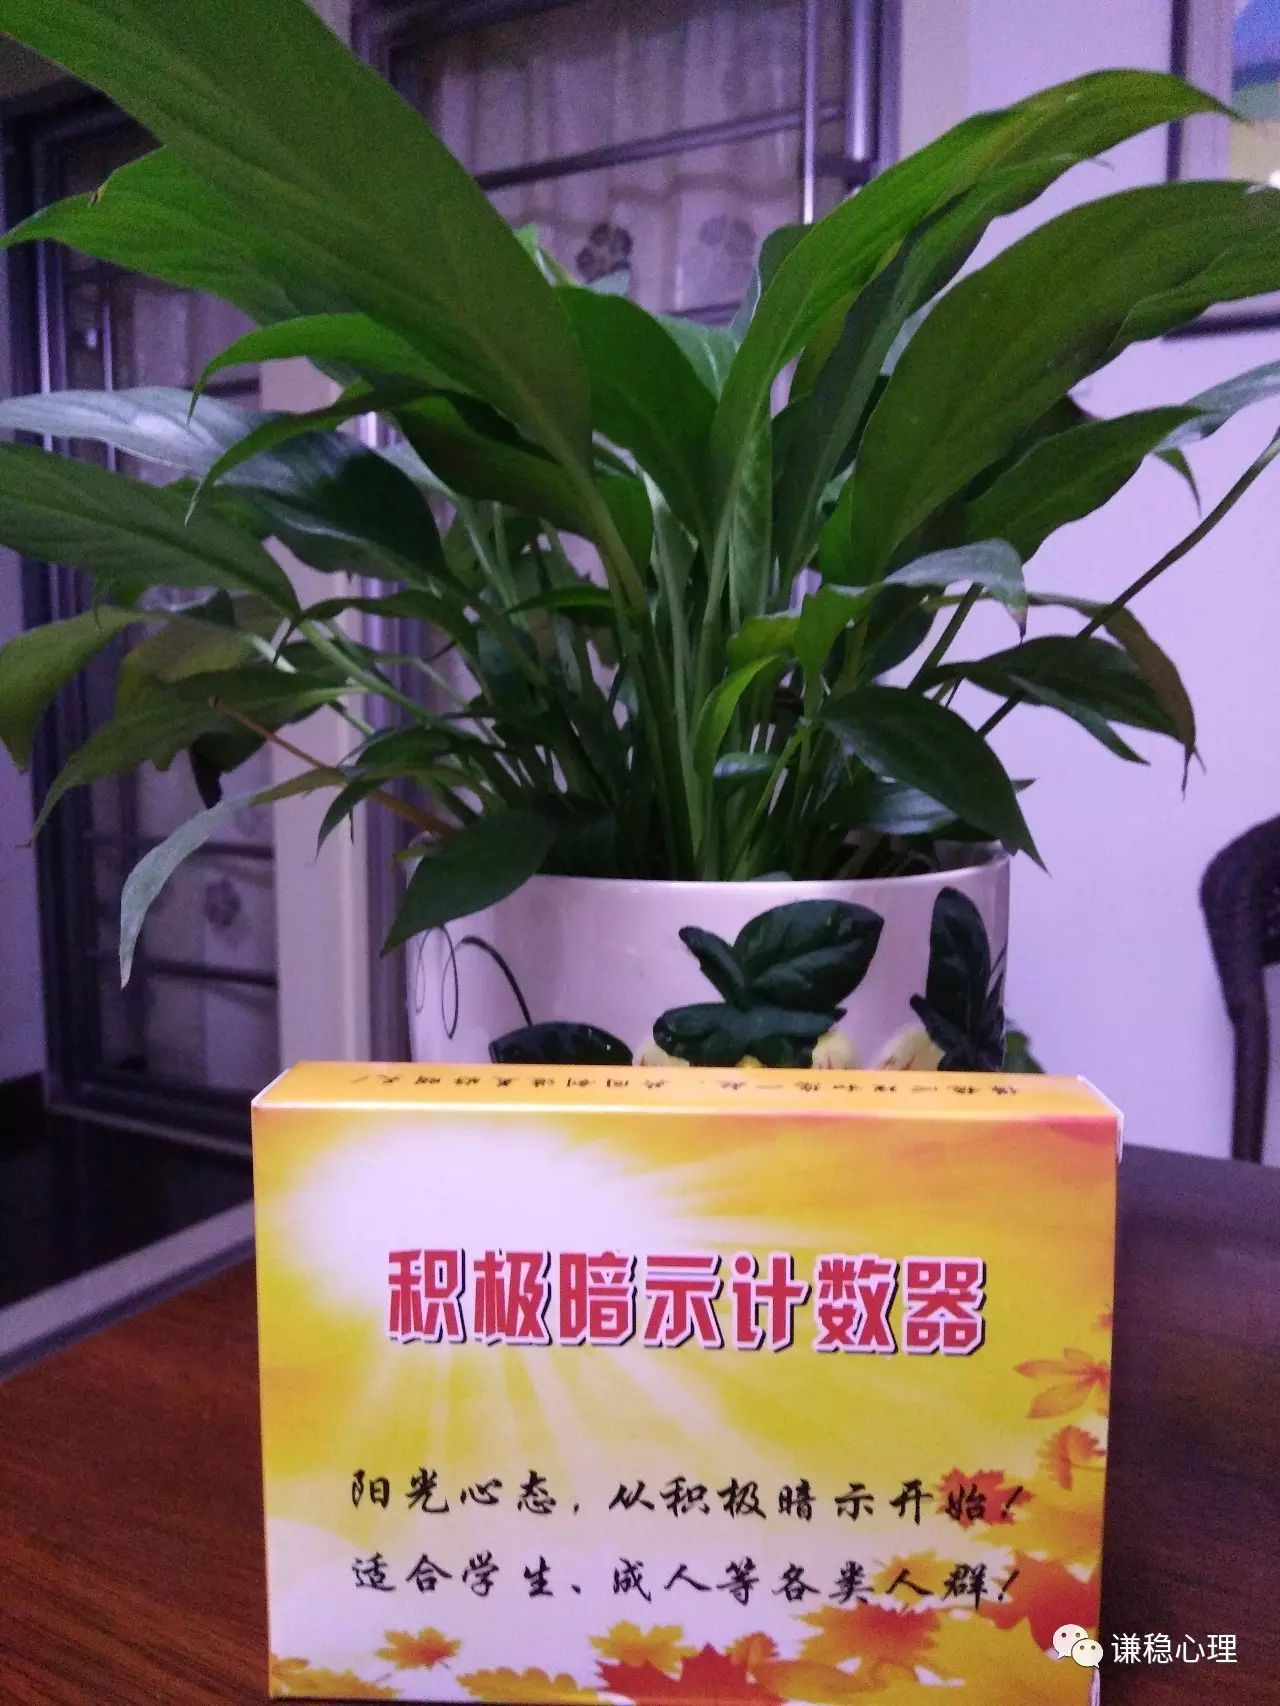 积极暗示计数器
阳光心态，从积极暗示开始！
适合学生、成人等各类人群！
谦稳心理